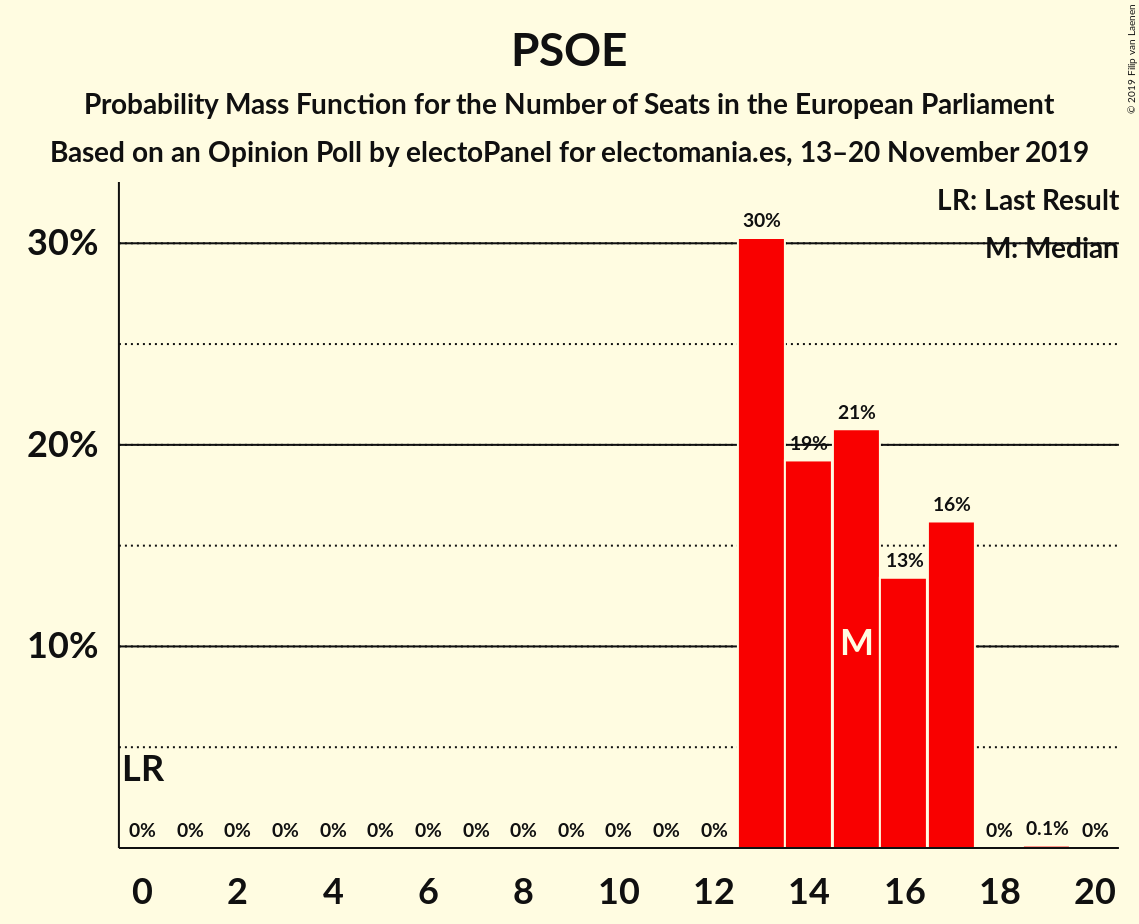 PSOE
Probability Mass Function for the Number of Seats in the European Parliament
Based on an Opinion Poll by electoPanel for electomania.es, 13–20 November 2019
© 2019 Filip van Laenen
LR: Last Result
M: Median
30%
20%
10%
30%
19%
21%
13%
16%
M
LR
0% 0% 0% 0% 0% 0% 0% 0% 0% 0% 0% 0% 0% 0% 0.1% 0%
0 2 4 6 8 10 12 14 16 18 20